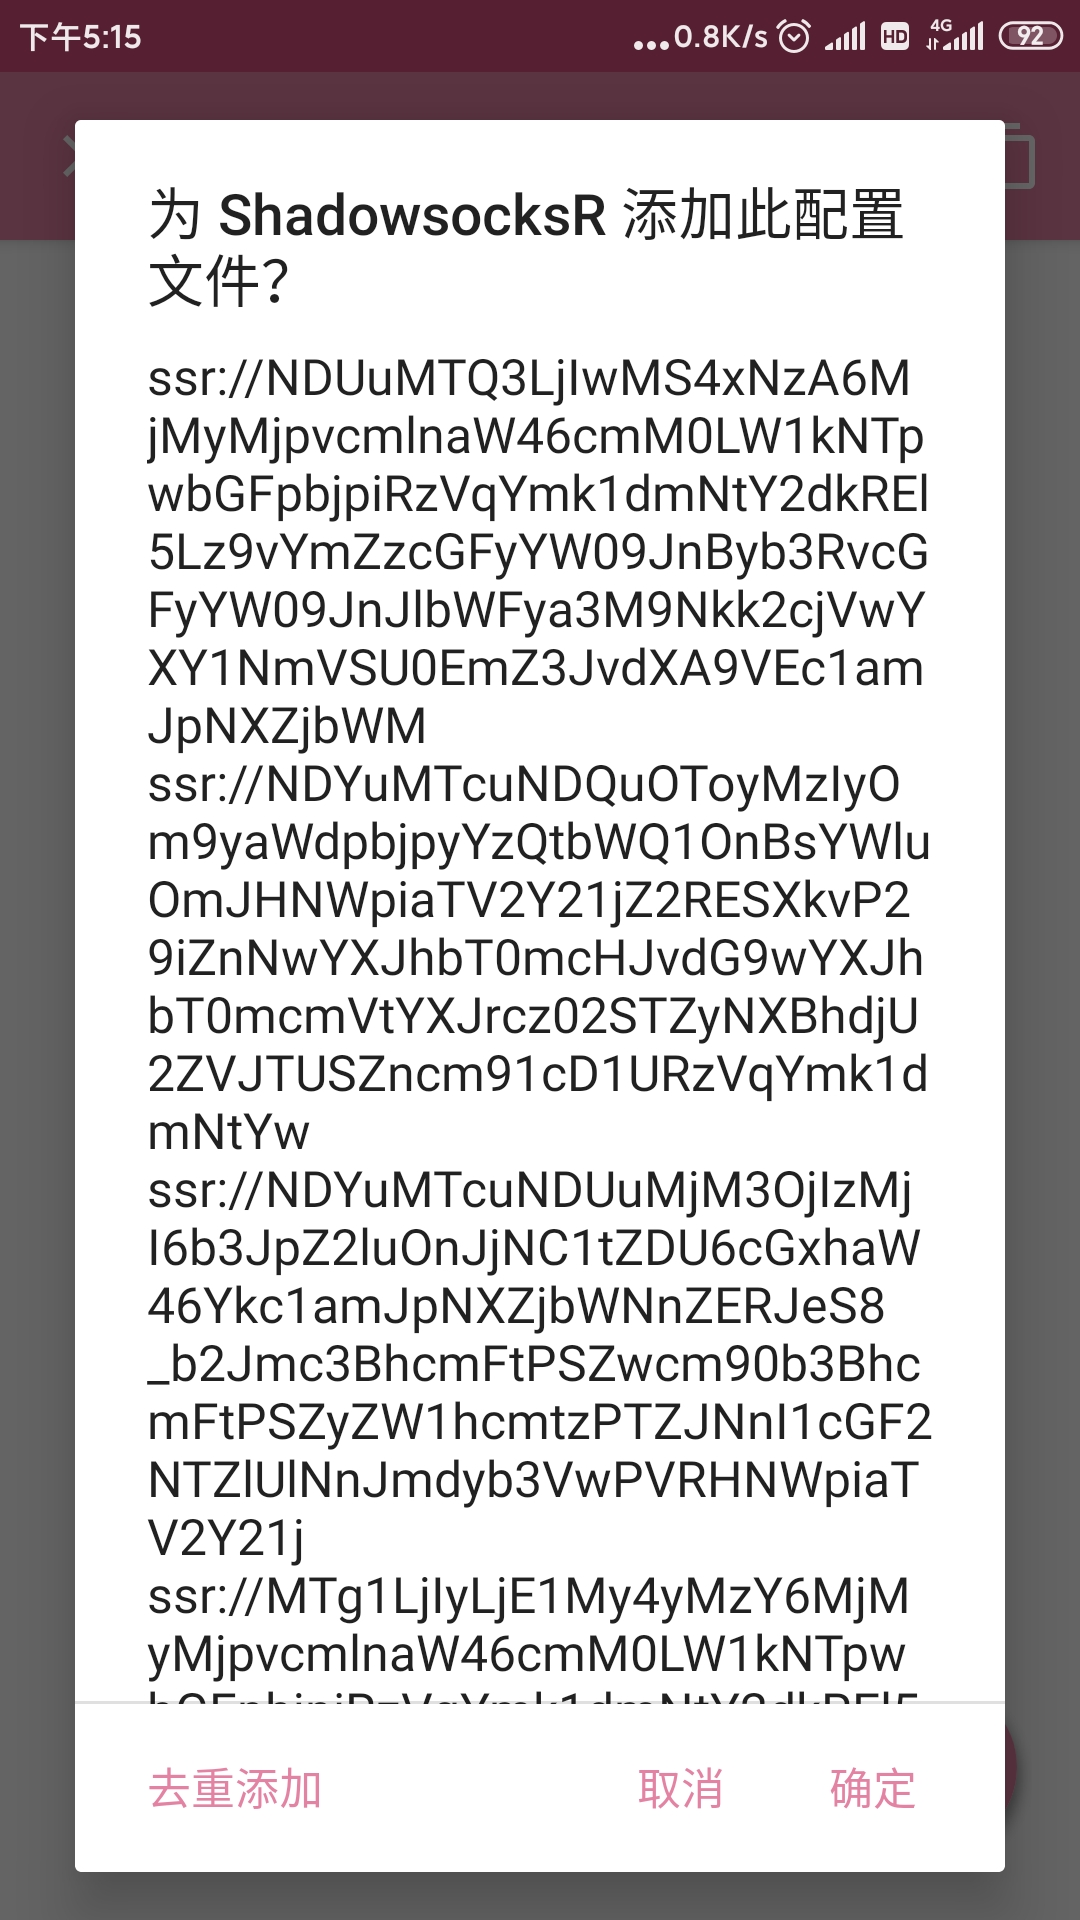 下午5:15
...0.8K/s
HD
4G
92
为 ShadowsocksR 添加此配置
文件?
ssr://NDUuMTQ3LjIwMS4xNzA6M
jMyMjpvcmlnaW46cmM0LW1kNTp
wbGFpbjpiRzVqYmk1dmNtY2dkREl
5Lz9vYmZzcGFyYW09JnByb3RvcG
FyYW09JnJlbWFya3M9Nkk2cjVwY
XY1NmVSU0EmZ3JvdXA9VEc1am
JpNXZjbWM
ssr://NDYuMTcuNDQuOToyMzIyO
m9yaWdpbjpyYzQtbWQ1OnBsYWlu
OmJHNWpiaTV2Y21jZ2RESXkvP2
9iZnNwYXJhbT0mcHJvdG9wYXJh
bT0mcmVtYXJrcz02STZyNXBhdjU
2ZVJTUSZncm91cD1URzVqYmk1d
mNtYw
ssr://NDYuMTcuNDUuMjM3OjIzMj
I6b3JpZ2luOnJjNC1tZDU6cGxhaW
46Ykc1amJpNXZjbWNnZERJeS8
_b2Jmc3BhcmFtPSZwcm90b3Bhc
mFtPSZyZW1hcmtzPTZJNnI1cGF2
NTZlUlNnJmdyb3VwPVRHNWpiaT
V2Y21j
ssr://MTg1LjIyLjE1My4yMzY6MjM
yMjpvcmlnaW46cmM0LW1kNTpw
去重添加
取消
确定